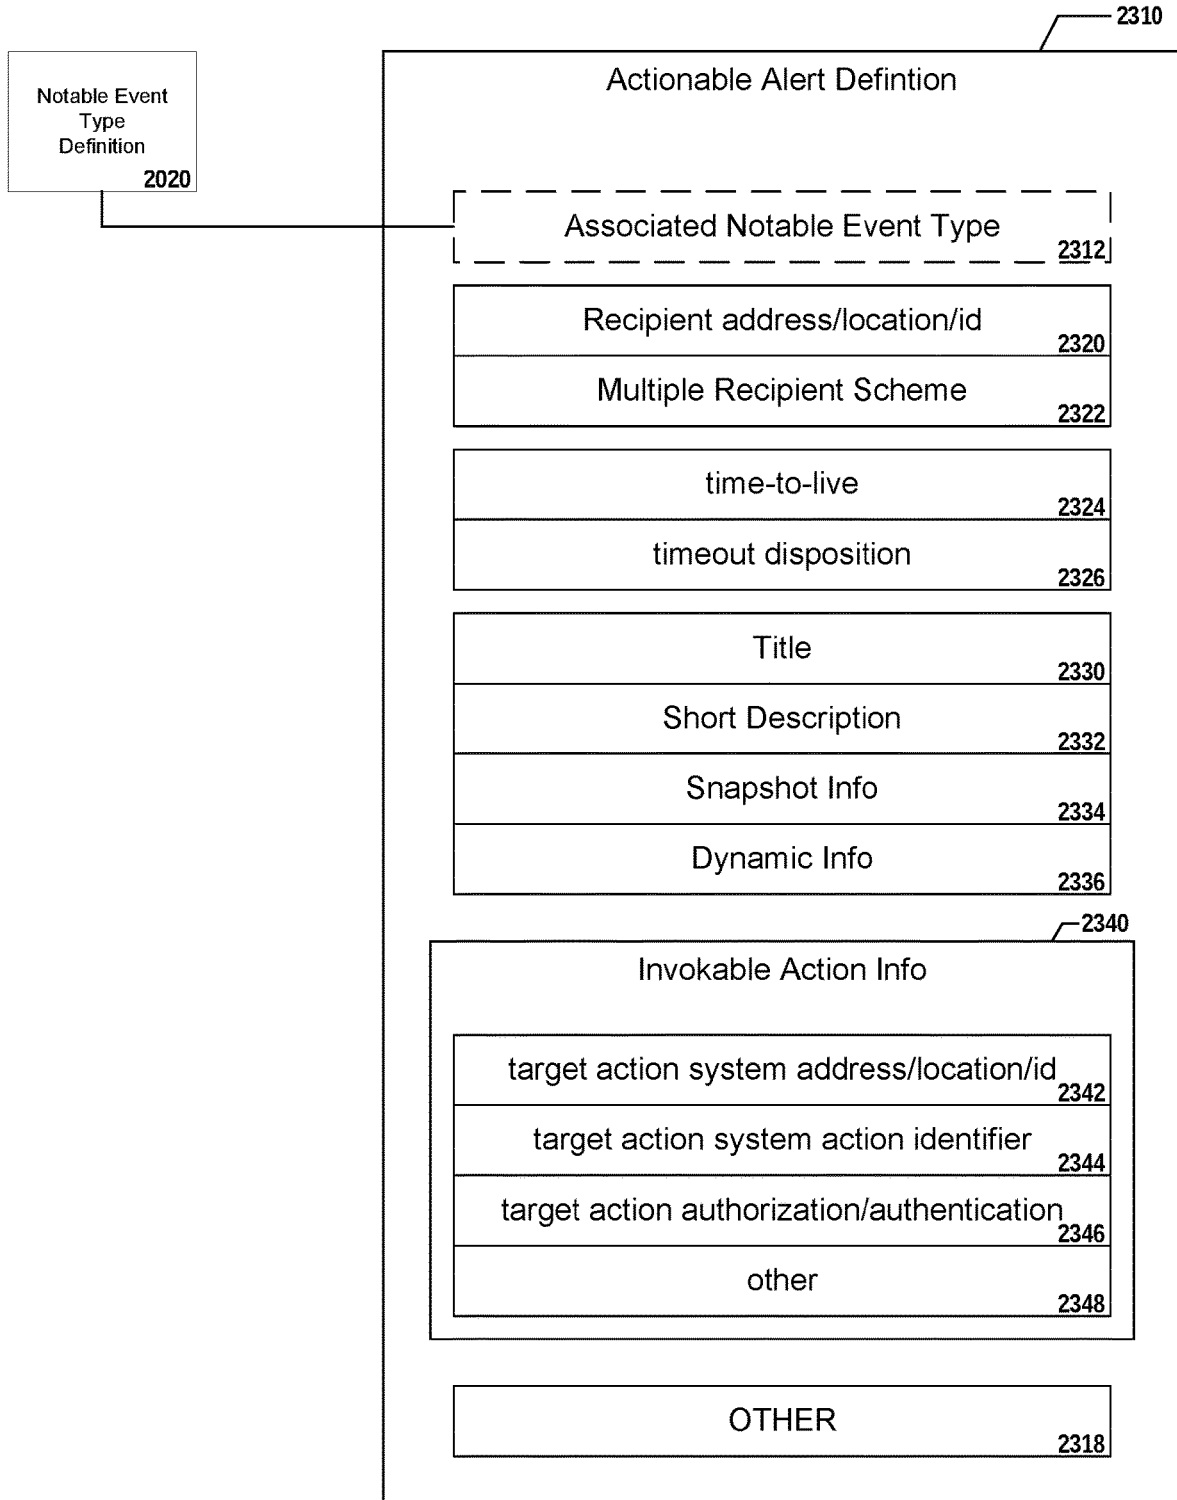 2310
Actionable Alert Defintion
Notable Event
Type
Definition
2020
Associated Notable Event Type
2312
Recipient address/location/id
2320
Multiple Recipient Scheme
2322
time-to-live
2324
timeout disposition
2326
Title
2330
Short Description
2332
Snapshot Info
2334
Dynamic Info
2336
2340
Invokable Action Info
target action system address/location/id
2342
target action system action identifier
2344
target action authorization/authentication
2346
other
2348
OTHER
2318